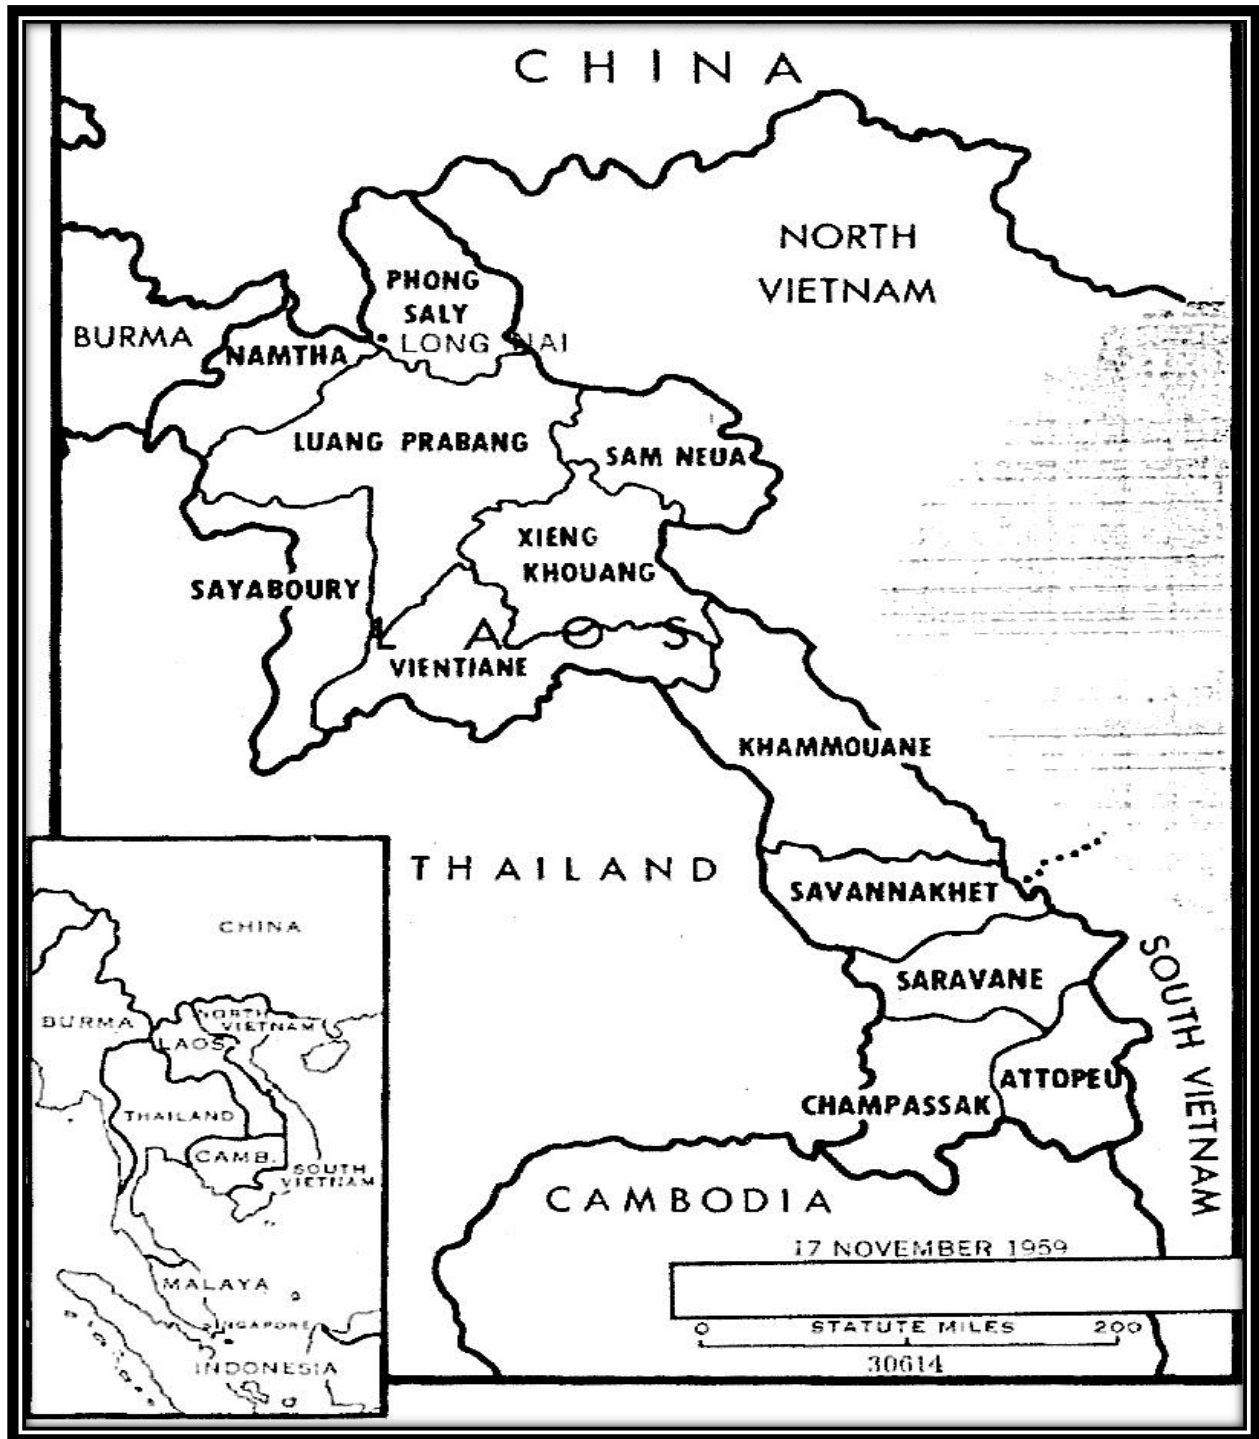 CHINA
NORTH
VIETNAM
PHONG
SALY
BURMA
NAMTHA
LONG NAI
LUANG PRABANG
SAM NEUA
XIENG
KHOUANG
SAYABOURY
LAOS
VIENTIANE
KHAMMOUANE
THAILAND
SAVANNAKHET
SARAVANE
SOUTH VIETNAM
ATTOPEU
CHAMPASSAK
CAMBODIA
17 NOVEMBER 1959
0 STATUTE MILES 200
30614
CHINA
BURMA
NORTH
VIETNAM
LAOS
THAILAND
CAMB.
SOUTH
VIETNAM
MALAYA
SINGAPORE
INDONESIA